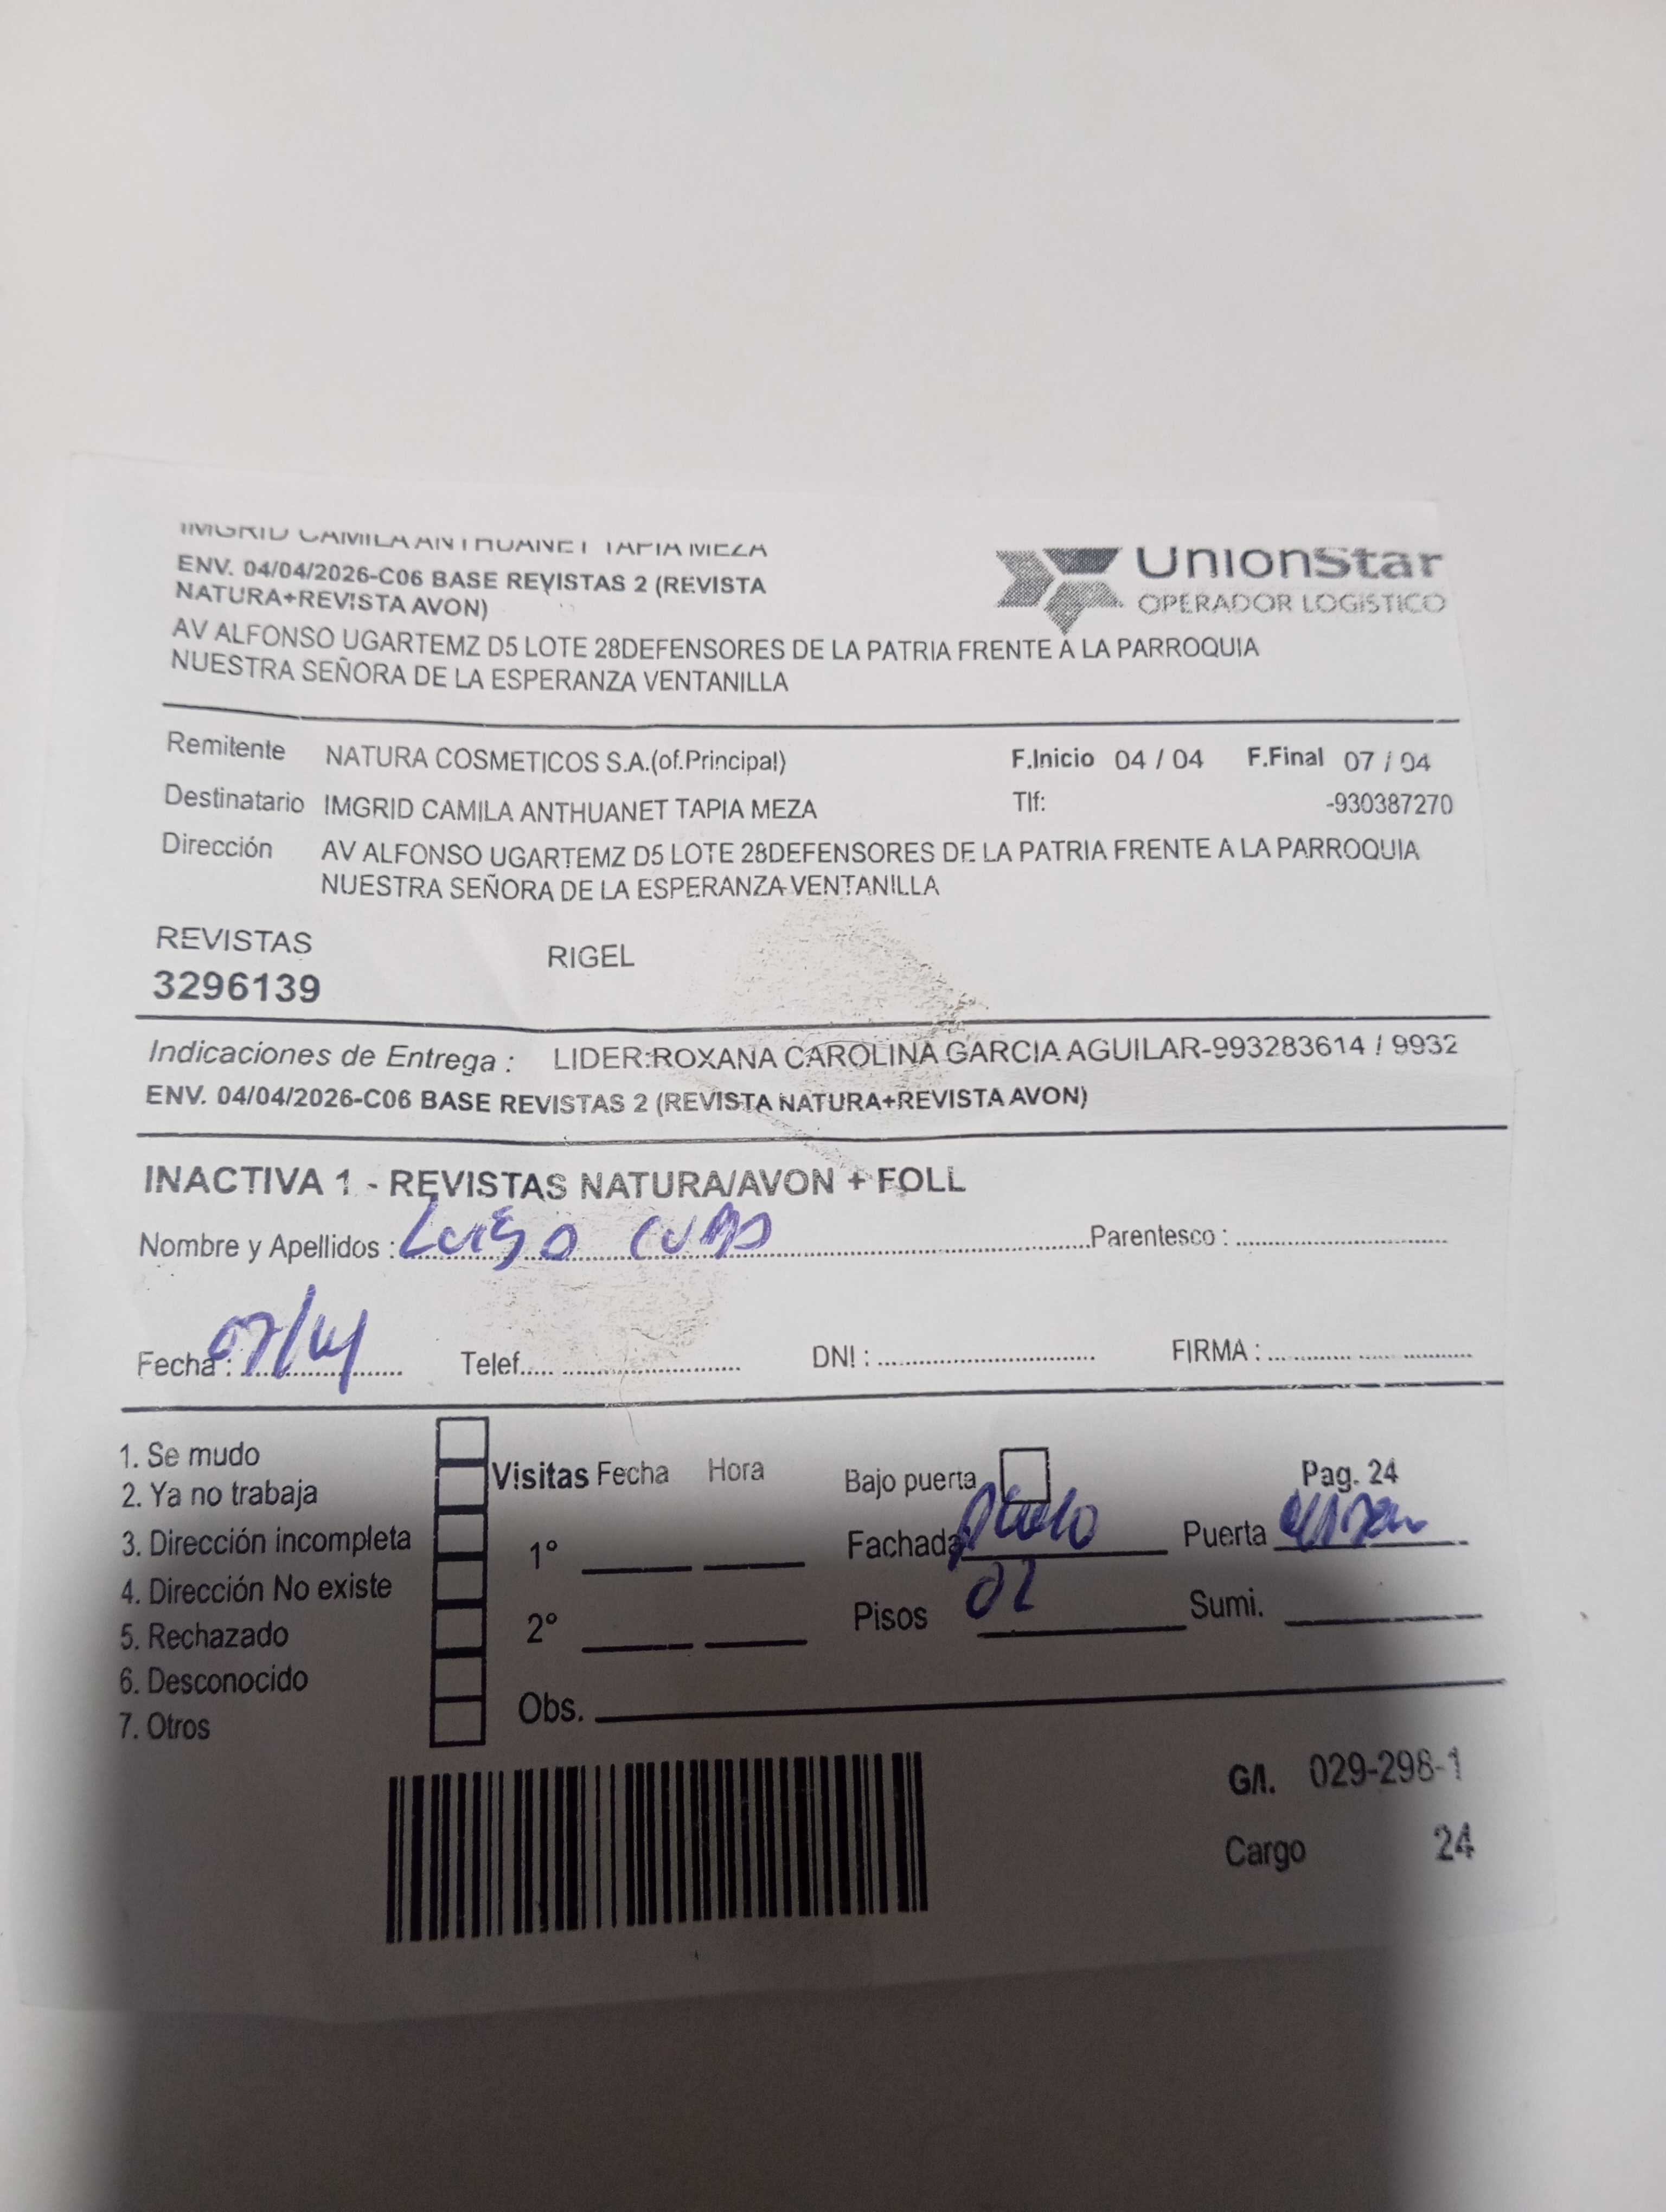 IMGRID CAMILA ANTHUANET TAPIA MEZA
ENV. 04/04/2026-C06 BASE REVISTAS 2 (REVISTA
NATURA+REVISTA AVON)
AV ALFONSO UGARTEMZ D5 LOTE 28DEFENSORES DE LA PATRIA FRENTE A LA PARROQUIA
NUESTRA SEÑORA DE LA ESPERANZA VENTANILLA
UnionStar
OPERADOR LOGISTICO
Remitente NATURA COSMETICOS S.A.(of.Principal) F.Inicio 04 / 04 F.Final 07 / 04
Destinatario IMGRID CAMILA ANTHUANET TAPIA MEZA Tlf: -930387270
Dirección AV ALFONSO UGARTEMZ D5 LOTE 28DEFENSORES DE LA PATRIA FRENTE A LA PARROQUIA
NUESTRA SEÑORA DE LA ESPERANZA VENTANILLA
REVISTAS RIGEL
3296139
Indicaciones de Entrega : LIDER:ROXANA CAROLINA GARCIA AGUILAR-993283614 / 9932
ENV. 04/04/2026-C06 BASE REVISTAS 2 (REVISTA NATURA+REVISTA AVON)
INACTIVA 1 - REVISTAS NATURA/AVON + FOLL
Nombre y Apellidos : Parentesco :
Fecha : 07/04 Telef. DNI : FIRMA :
1. Se mudo
2. Ya no trabaja
3. Dirección incompleta
4. Dirección No existe
5. Rechazado
6. Desconocido
7. Otros
Visitas Fecha Hora
1°
2°
Obs.
Bajo puerta Pag. 24
Fachada Puerta
Pisos 02 Sumi.
G/I. 029-298-1
Cargo 24